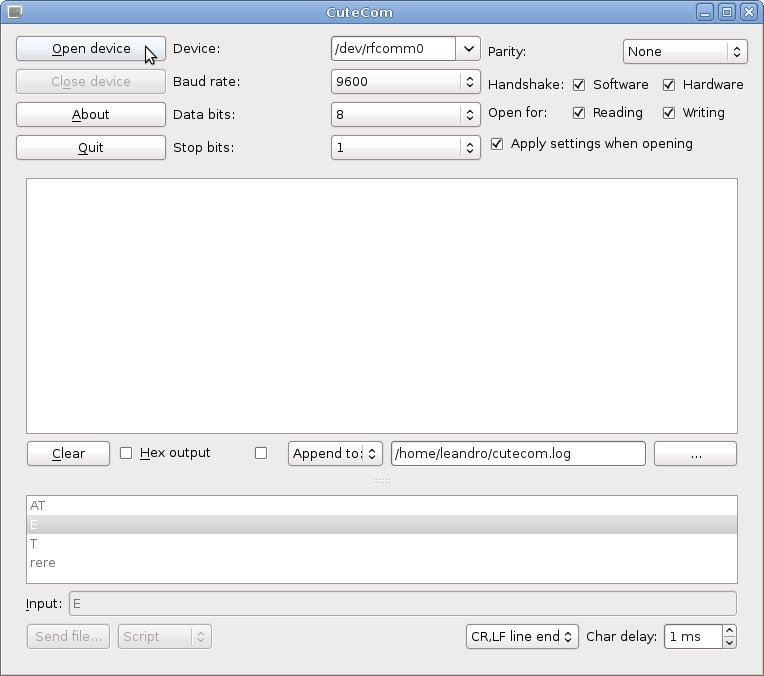 CuteCom
Open device Device: /dev/rfcomm0 Parity: None
Close device Baud rate: 9600 Handshake: Software Hardware
About Data bits: 8 Open for: Reading Writing
Quit Stop bits: 1 Apply settings when opening
Clear Hex output Append to: /home/leandro/cutecom.log ...
AT
E
T
rere
Input: E
Send file... Script CR,LF line end Char delay: 1 ms